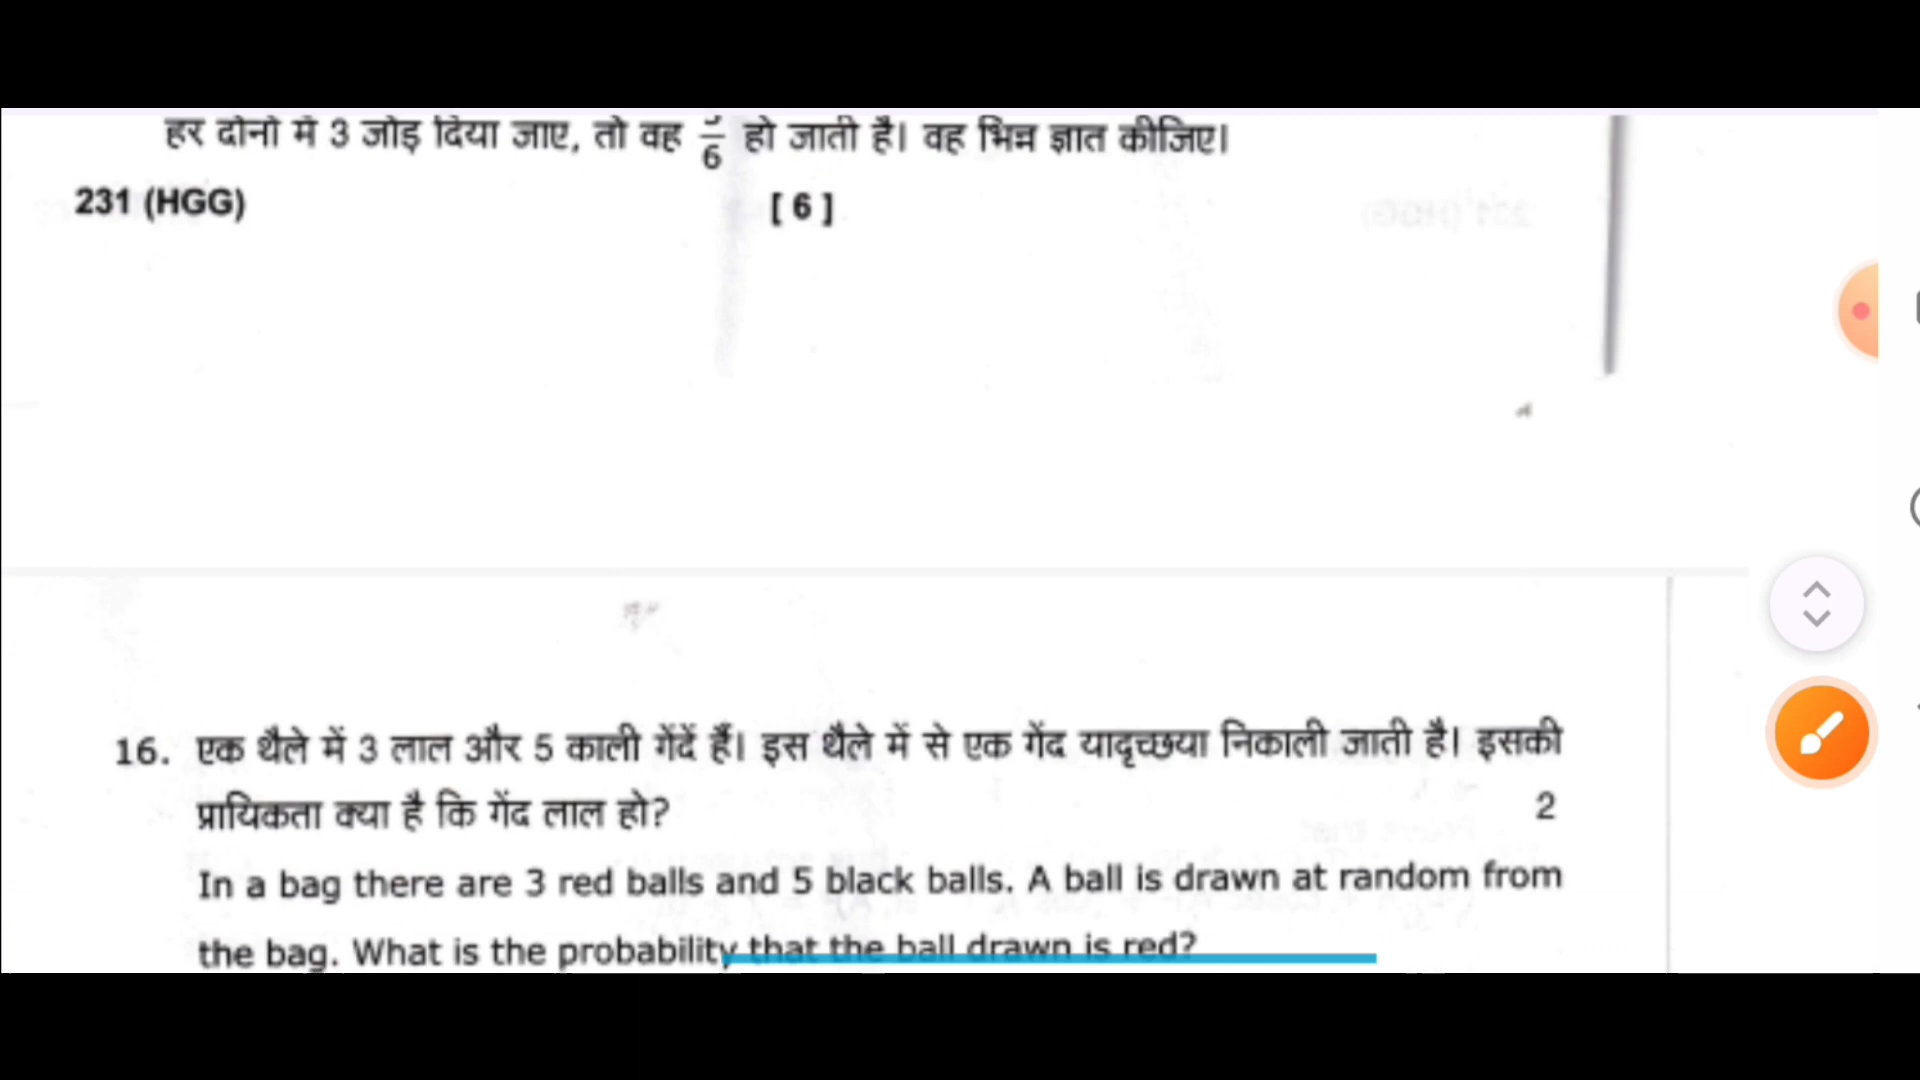 हर दोनों में 3 जोड़ दिया जाए, तो वह /6 हो जाती है। वह भिन्न ज्ञात कीजिए।
231 (HGG) [ 6 ]
16. एक थैले में 3 लाल और 5 काली गेंदें हैं। इस थैले में से एक गेंद यादृच्छया निकाली जाती है। इसकी
प्रायिकता क्या है कि गेंद लाल हो? 2
In a bag there are 3 red balls and 5 black balls. A ball is drawn at random from
the bag. What is the probability that the ball drawn is red?